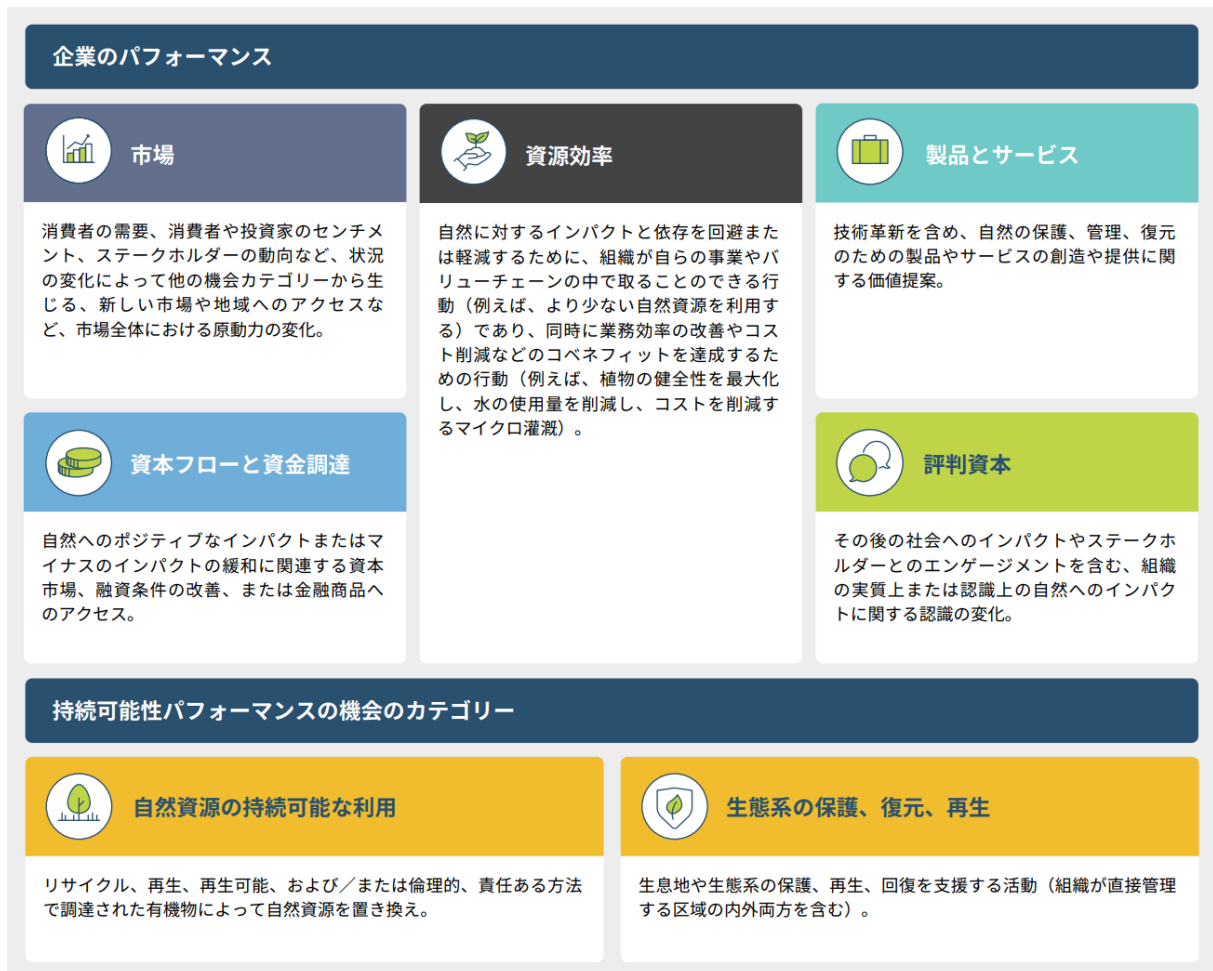 企業のパフォーマンス
市場
消費者の需要、消費者や投資家のセンチメ
ント、ステークホルダーの動向など、状況
の変化によって他の機会カテゴリーから生
じる、新しい市場や地域へのアクセスな
ど、市場全体における原動力の変化。
資源効率
自然に対するインパクトと依存を回避また
は軽減するために、組織が自らの事業やバ
リューチェーンの中で取ることのできる行
動（例えば、より少ない自然資源を利用す
る）であり、同時に業務効率の改善やコス
ト削減などのコベネフィットを達成するた
めの行動（例えば、植物の健全性を最大化
し、水の使用量を削減し、コストを削減す
るマイクロ灌漑）。
製品とサービス
技術革新を含め、自然の保護、管理、復元
のための製品やサービスの創造や提供に関
する価値提案。
資本フローと資金調達
自然へのポジティブなインパクトまたはマ
イナスのインパクトの緩和に関連する資本
市場、融資条件の改善、または金融商品へ
のアクセス。
評判資本
その後の社会へのインパクトやステークホ
ルダーとのエンゲージメントを含む、組織
の実質上または認識上の自然へのインパク
トに関する認識の変化。
持続可能性パフォーマンスの機会のカテゴリー
自然資源の持続可能な利用
リサイクル、再生、再生可能、および／または倫理的、責任ある方法
で調達された有機物によって自然資源を置き換え。
生態系の保護、復元、再生
生息地や生態系の保護、再生、回復を支援する活動（組織が直接管理
する区域の内外両方を含む）。